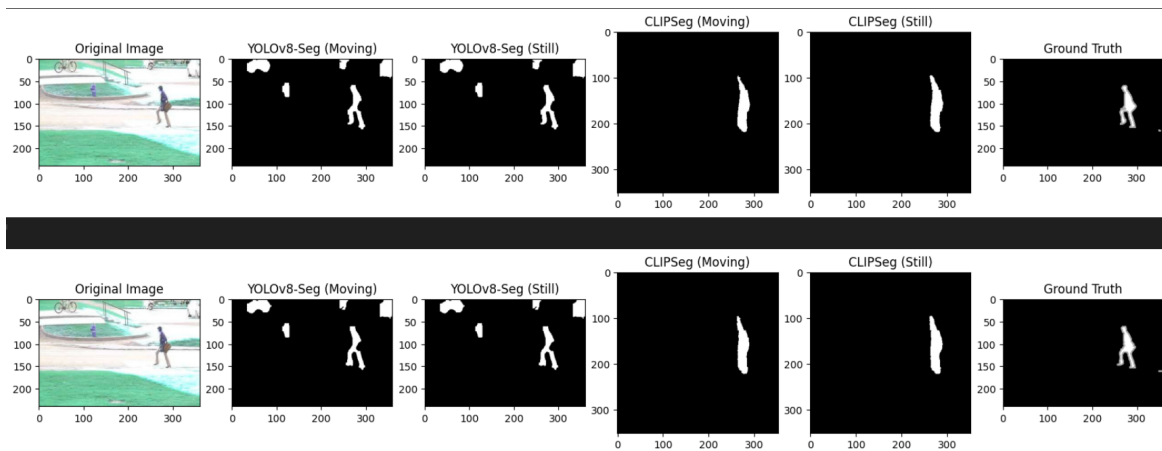 CLIPSeg (Moving) CLIPSeg (Still)
Original Image YOLOv8-Seg (Moving) YOLOv8-Seg (Still) Ground Truth
0 0 0 0 0 0
50 50 50 100 100 50
100 100 100 100
150 150 150 200 200 150
200 200 200 300 300 200
0 100 200 300 0 100 200 300 0 100 200 300 0 100 200 300 0 100 200 300 0 100 200 300
CLIPSeg (Moving) CLIPSeg (Still)
Original Image YOLOv8-Seg (Moving) YOLOv8-Seg (Still) Ground Truth
0 0 0 0 0 0
50 50 50 100 100 50
100 100 100 100
150 150 150 200 200 150
200 200 200 300 300 200
0 100 200 300 0 100 200 300 0 100 200 300 0 100 200 300 0 100 200 300 0 100 200 300